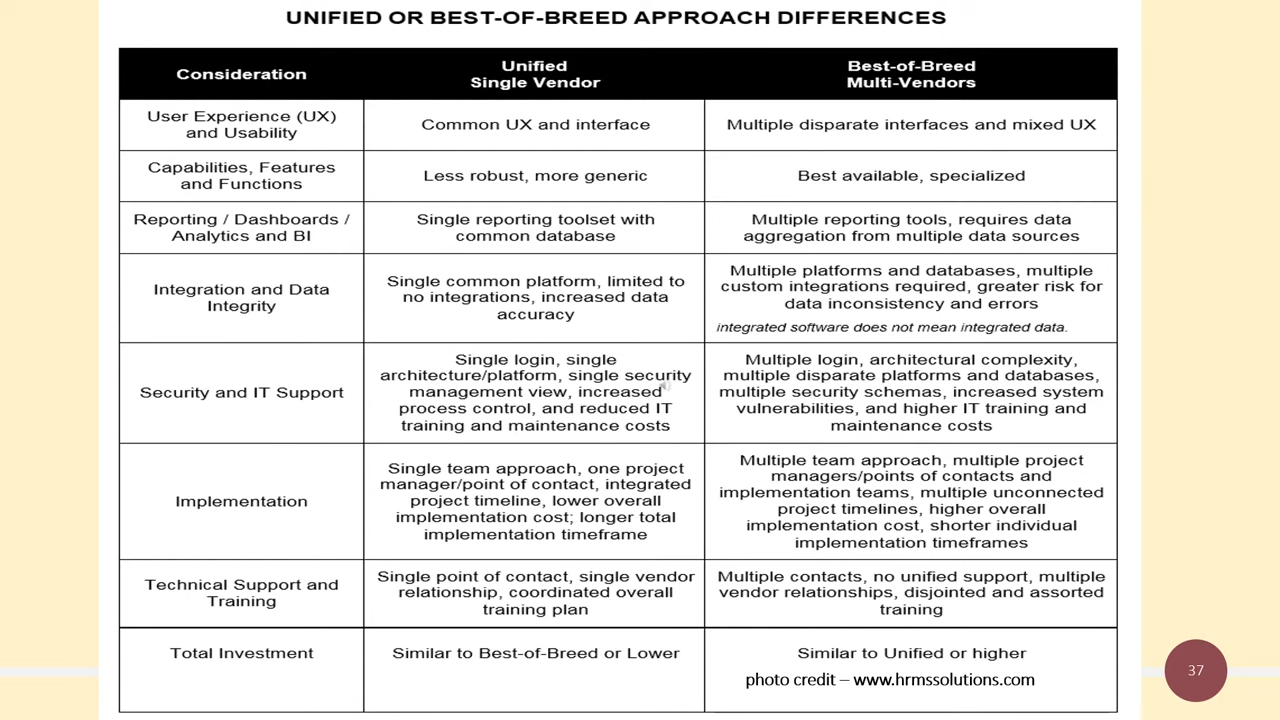 UNIFIED OR BEST-OF-BREED APPROACH DIFFERENCES
Consideration
Unified
Single Vendor
Best-of-Breed
Multi-Vendors
User Experience (UX)
and Usability
Common UX and interface
Multiple disparate interfaces and mixed UX
Capabilities, Features
and Functions
Less robust, more generic
Best available, specialized
Reporting / Dashboards /
Analytics and BI
Single reporting toolset with
common database
Multiple reporting tools, requires data
aggregation from multiple data sources
Integration and Data
Integrity
Single common platform, limited to
no integrations, increased data
accuracy
Multiple platforms and databases, multiple
custom integrations required, greater risk for
data inconsistency and errors
integrated software does not mean integrated data.
Security and IT Support
Single login, single
architecture/platform, single security
management view, increased
process control, and reduced IT
training and maintenance costs
Multiple login, architectural complexity,
multiple disparate platforms and databases,
multiple security schemas, increased system
vulnerabilities, and higher IT training and
maintenance costs
Implementation
Single team approach, one project
manager/point of contact, integrated
project timeline, lower overall
implementation cost; longer total
implementation timeframe
Multiple team approach, multiple project
managers/points of contacts and
implementation teams, multiple unconnected
project timelines, higher overall
implementation cost, shorter individual
implementation timeframes
Technical Support and
Training
Single point of contact, single vendor
relationship, coordinated overall
training plan
Multiple contacts, no unified support, multiple
vendor relationships, disjointed and assorted
training
Total Investment
Similar to Best-of-Breed or Lower
Similar to Unified or higher
photo credit – www.hrmssolutions.com
37